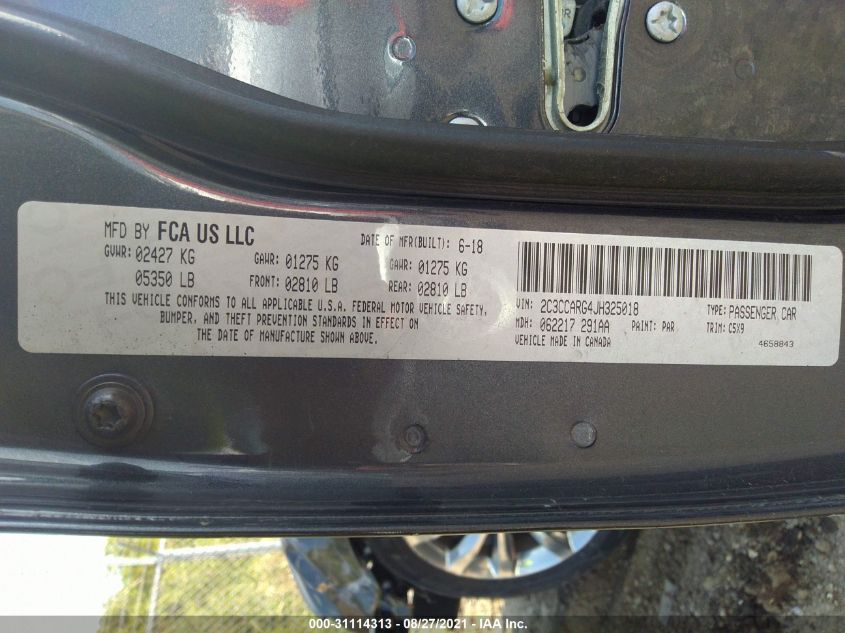 MFD BY FCA US LLC
DATE OF MFR(BUILT): 6-18
GVWR: 02427 KG
05350 LB
GAWR: 01275 KG
FRONT: 02810 LB
GAWR: 01275 KG
REAR: 02810 LB
THIS VEHICLE CONFORMS TO ALL APPLICABLE U.S.A. FEDERAL MOTOR VEHICLE SAFETY,
BUMPER, AND THEFT PREVENTION STANDARDS IN EFFECT ON
THE DATE OF MANUFACTURE SHOWN ABOVE.
VIN: 2C3CCARG4JH325018
TYPE: PASSENGER CAR
MDH: 062217 291AA
PAINT: PAR
TRIM: C5X9
VEHICLE MADE IN CANADA
4658843
000-31114313 - 08/27/2021 - IAA Inc.